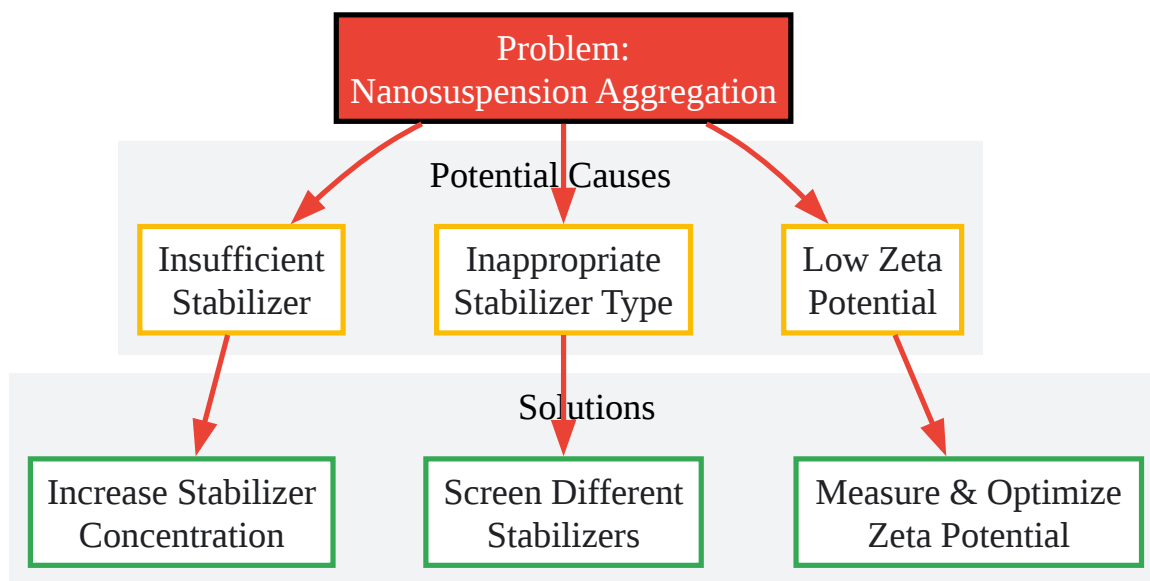 Problem:
Nanosuspension Aggregation
Potential Causes
Insufficient
Stabilizer
Inappropriate
Stabilizer Type
Low Zeta
Potential
Solutions
Increase Stabilizer
Concentration
Screen Different
Stabilizers
Measure & Optimize
Zeta Potential